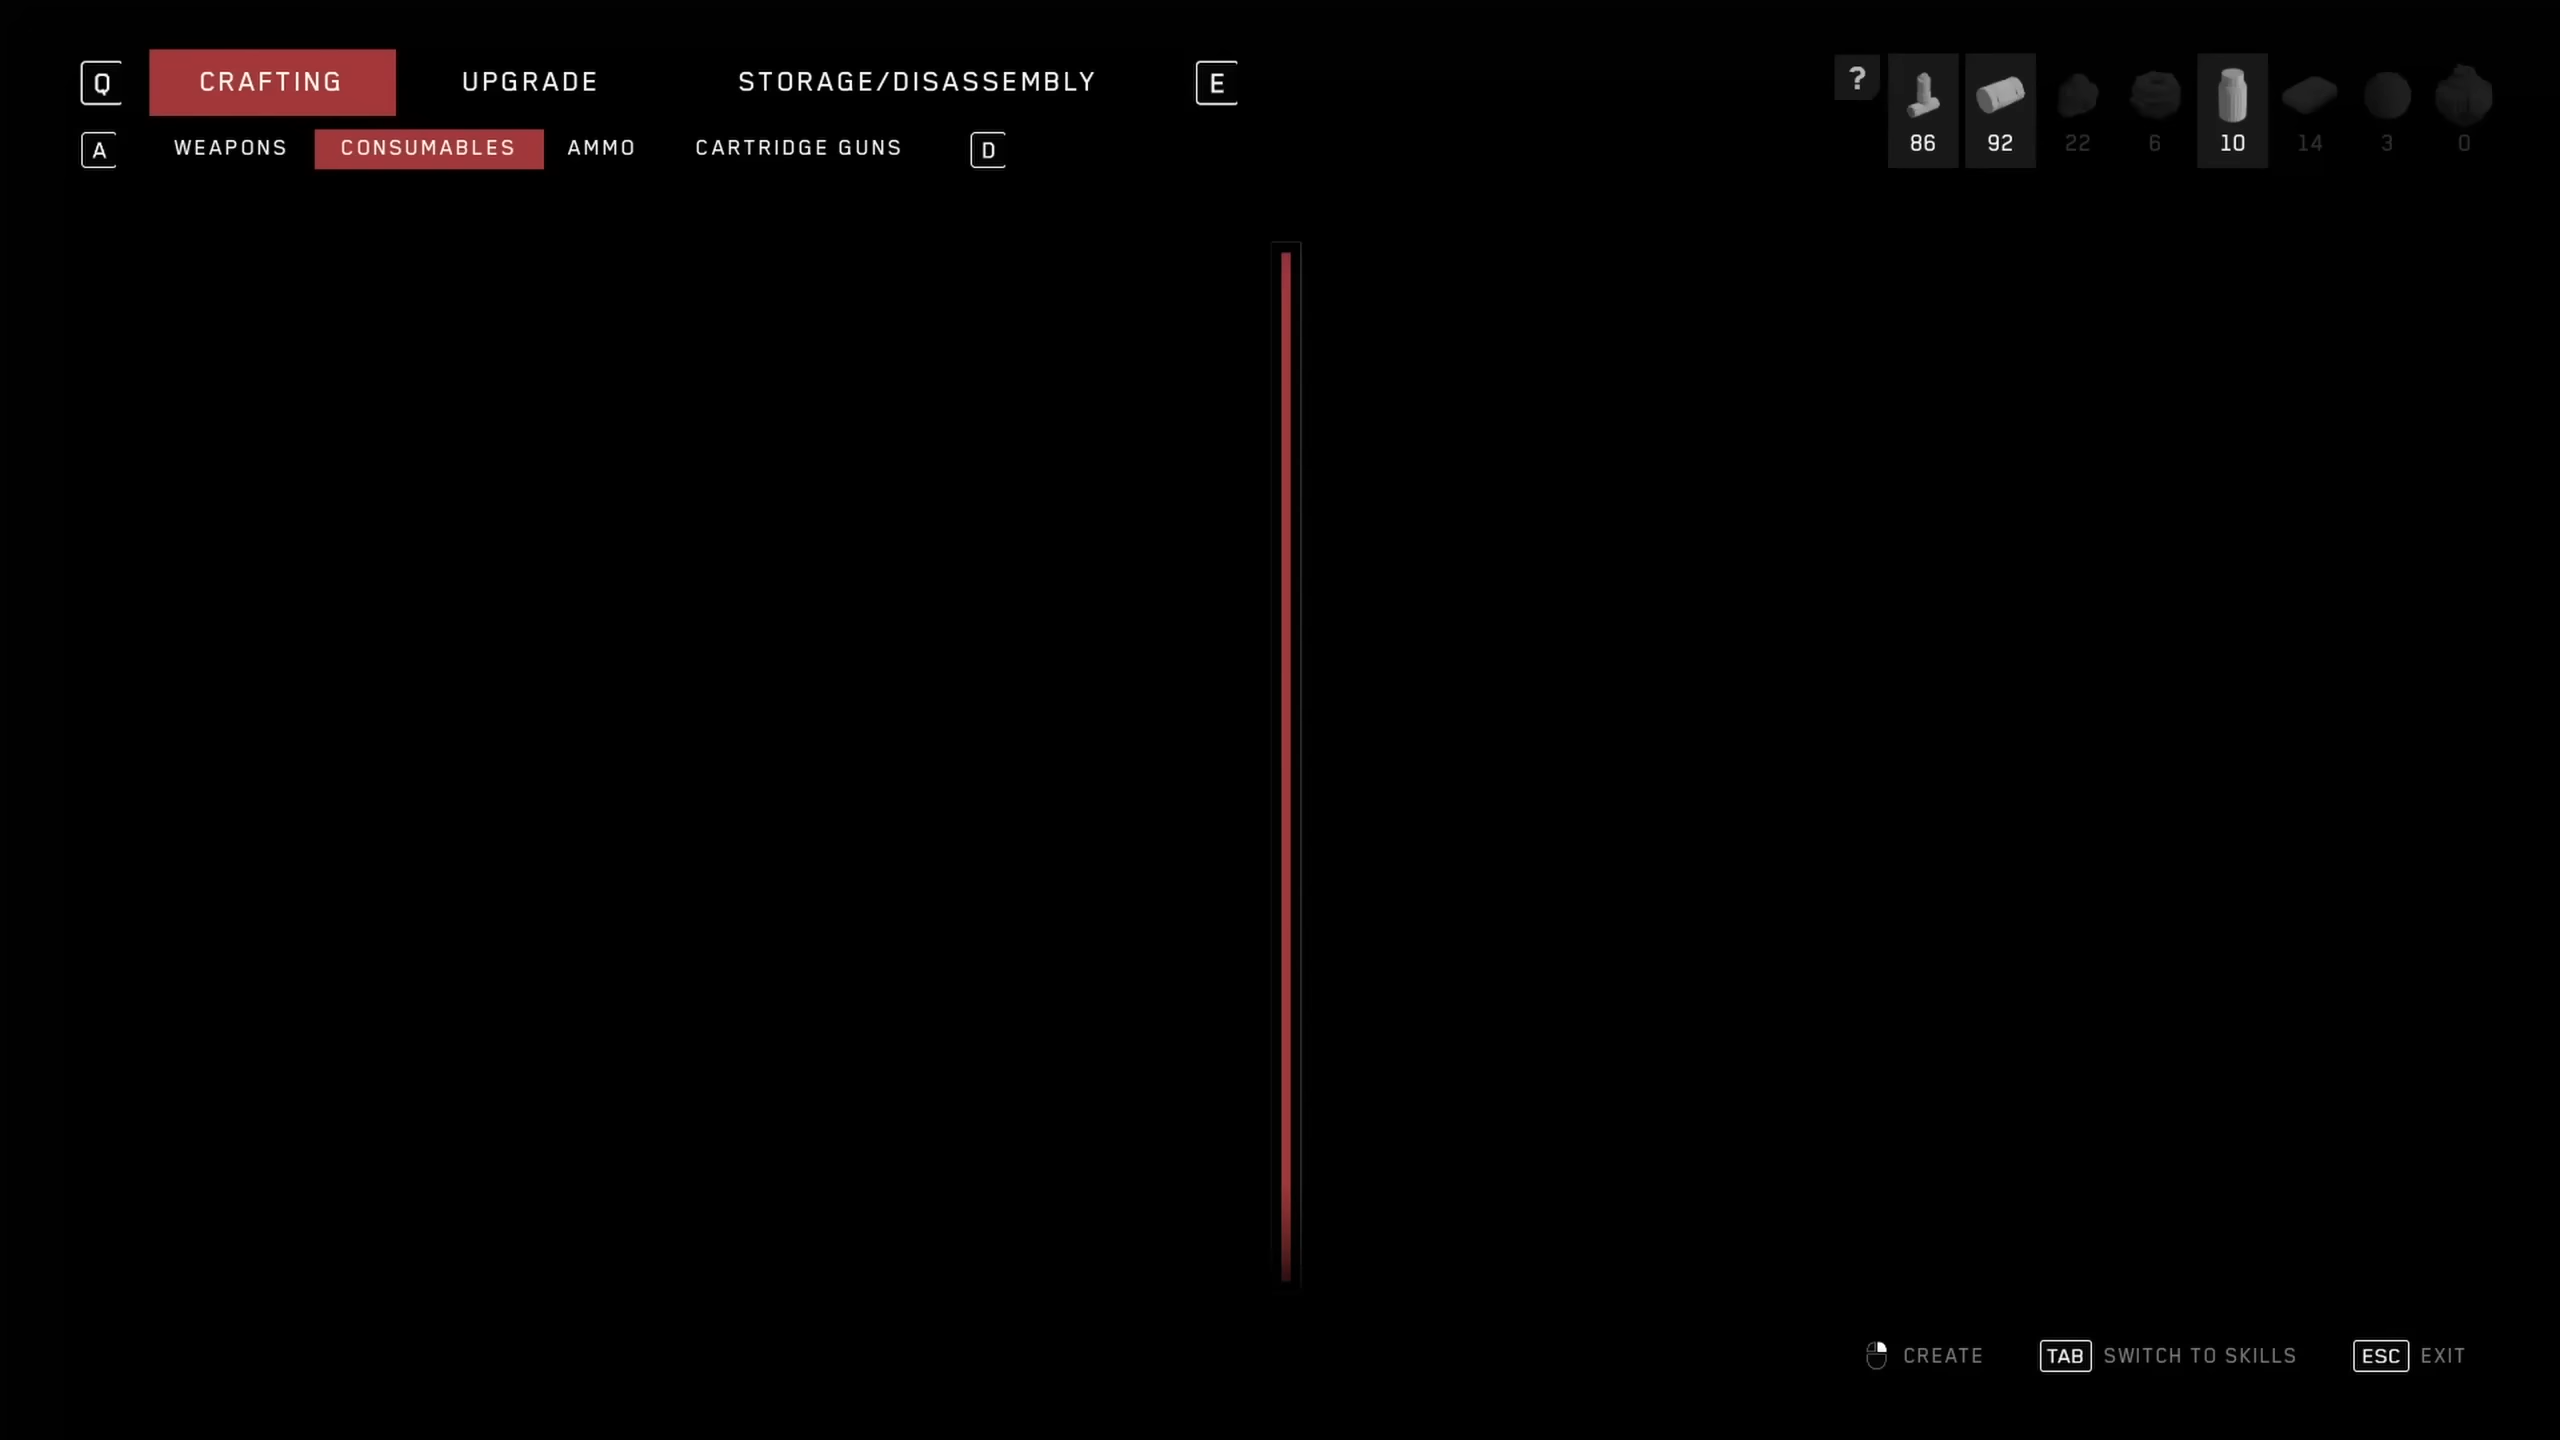 Q CRAFTING UPGRADE STORAGE/DISASSEMBLY E
?
A WEAPONS CONSUMABLES AMMO CARTRIDGE GUNS D
86 92 22 6 10 14 3 0
CREATE TAB SWITCH TO SKILLS ESC EXIT